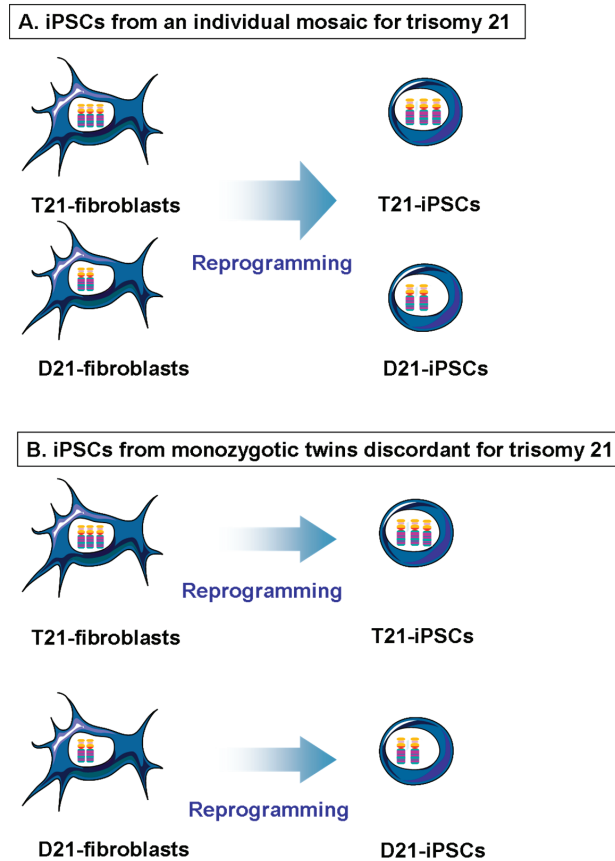 A. iPSCs from an individual mosaic for trisomy 21
T21-fibroblasts
T21-iPSCs
Reprogramming
D21-fibroblasts
D21-iPSCs
B. iPSCs from monozygotic twins discordant for trisomy 21
Reprogramming
T21-fibroblasts
T21-iPSCs
Reprogramming
D21-fibroblasts
D21-iPSCs